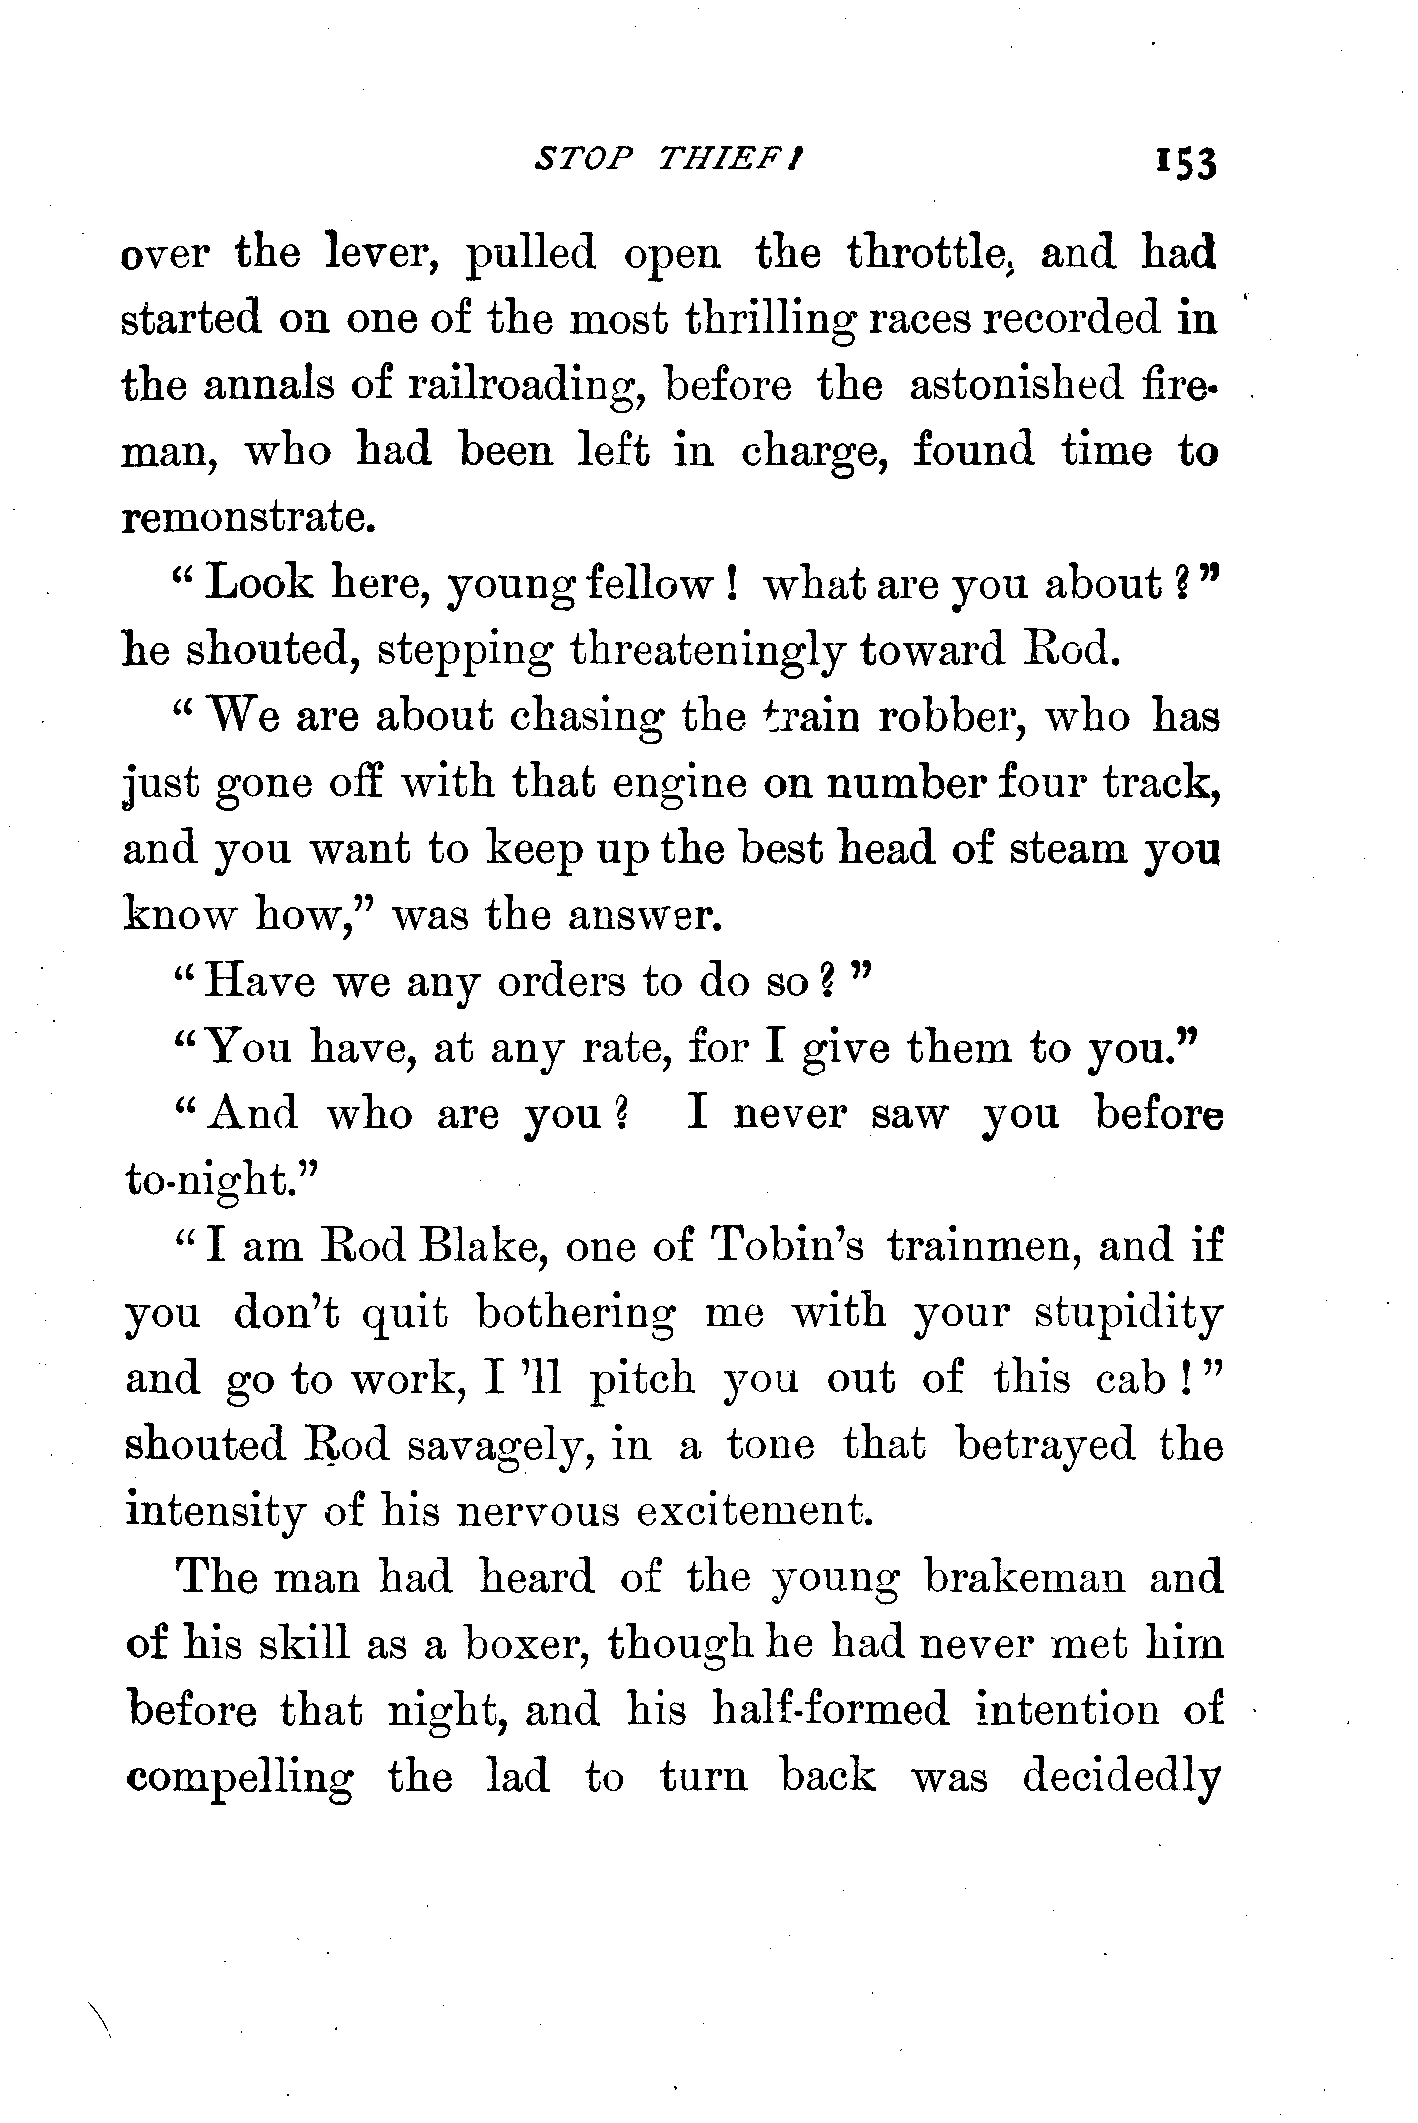 STOP THIEF! 153
over the lever, pulled open the throttle, and had
started on one of the most thrilling races recorded in
the annals of railroading, before the astonished fire-
man, who had been left in charge, found time to
remonstrate.
“Look here, young fellow! what are you about?”
he shouted, stepping threateningly toward Rod.
“We are about chasing the train robber, who has
just gone off with that engine on number four track,
and you want to keep up the best head of steam you
know how,” was the answer.
“Have we any orders to do so?”
“You have, at any rate, for I give them to you.”
“And who are you? I never saw you before
to-night.”
“I am Rod Blake, one of Tobin’s trainmen, and if
you don’t quit bothering me with your stupidity
and go to work, I ’ll pitch you out of this cab!”
shouted Rod savagely, in a tone that betrayed the
intensity of his nervous excitement.
The man had heard of the young brakeman and
of his skill as a boxer, though he had never met him
before that night, and his half-formed intention of
compelling the lad to turn back was decidedly